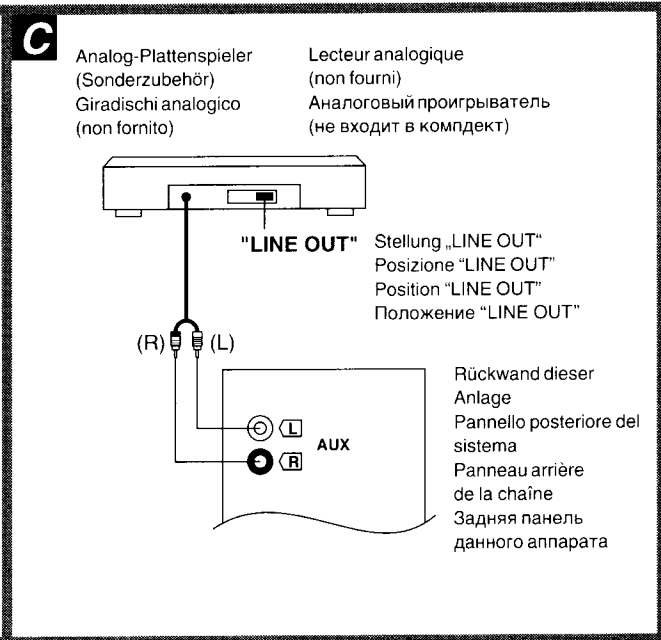 C
Analog-Plattenspieler
(Sonderzubehör)
Giradischi analogico
(non fornito)
Lecteur analogique
(non fourni)
Аналоговый проигрыватель
(не входит в компдект)
"LINE OUT"
Stellung „LINE OUT“
Posizione “LINE OUT”
Position “LINE OUT”
Положение “LINE OUT”
(R) (L)
Rückwand dieser
Anlage
Pannello posteriore del
sistema
Panneau arrière
de la chaîne
Задняя панель
данного аппарата
L
AUX
R